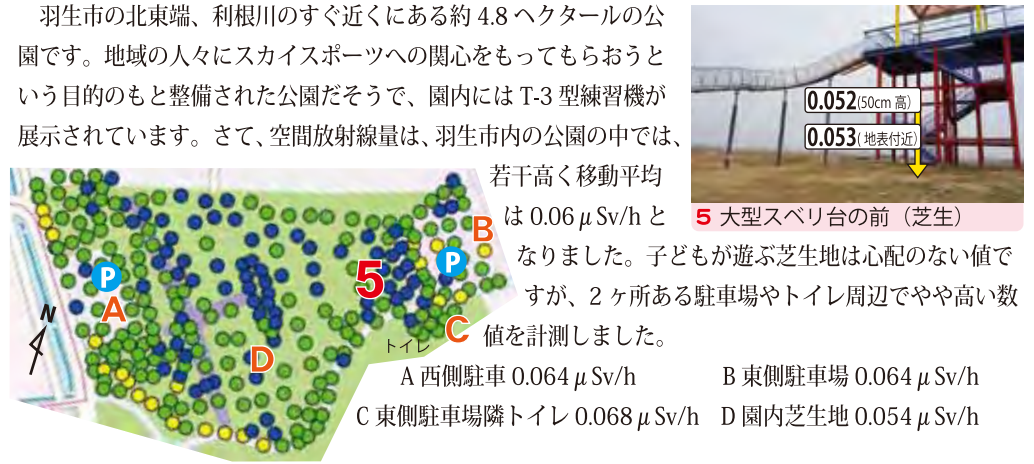 羽生市の北東端、利根川のすぐ近くにある約 4.8 ヘクタールの公
園です。地域の人々にスカイスポーツへの関心をもってもらおうと
いう目的のもと整備された公園だそうで、園内には T-3 型練習機が
展示されています。さて、空間放射線量は、羽生市内の公園の中では、
若干高く移動平均
は 0.06 μ Sv/h と
なりました。子どもが遊ぶ芝生地は心配のない値で
すが、2 ヶ所ある駐車場やトイレ周辺でやや高い数
値を計測しました。
A 西側駐車 0.064 μ Sv/h
B 東側駐車場 0.064 μ Sv/h
C 東側駐車場隣トイレ 0.068 μ Sv/h
D 園内芝生地 0.054 μ Sv/h
0.052(50cm 高)
0.053( 地表付近)
5 大型スベリ台の前（芝生）
P
A
N
5
P
B
C
トイレ
D